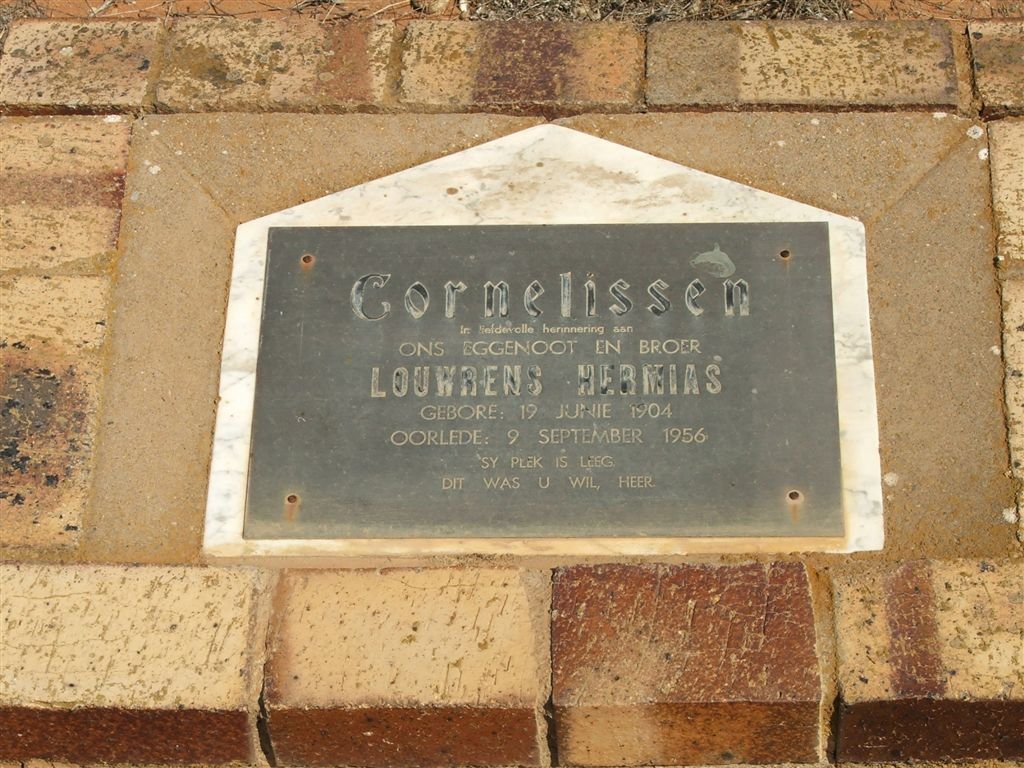 Cornelissen
In liefdevolle herinnering aan
ONS EGGENOOT EN BROER
LOUWRENS HERMIAS
GEBORE: 19 JUNIE 1904
OORLEDE: 9 SEPTEMBER 1956
SY PLEK IS LEEG,
DIT WAS U WIL, HEER.